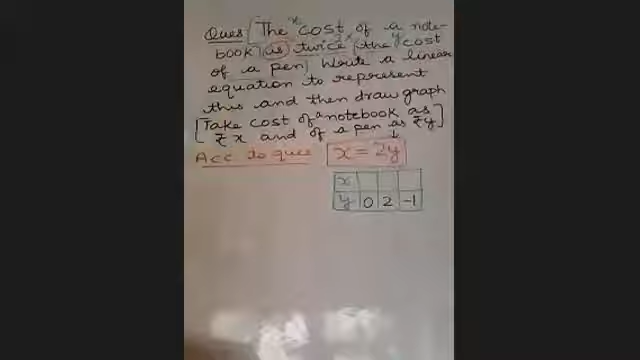 Ques (The cost of a note-
x 2x y
book) is twice (the cost
of a pen) Write a linear
equation to represent
this and then draw graph
[Take cost of a notebook as
₹ x and of a pen as ₹y]
Acc to ques x = 2y
x
y 0 2 -1